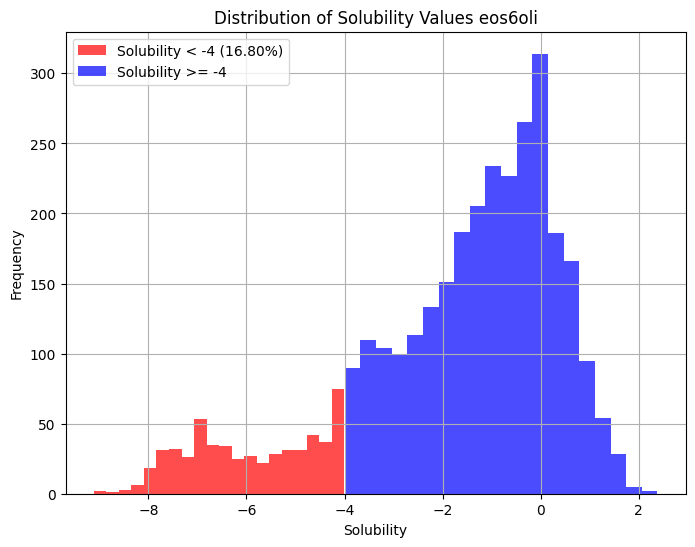 Distribution of Solubility Values eos6oli
Solubility < -4 (16.80%)
Solubility >= -4
300
250
200
150
100
50
0
Frequency
−8
−6
−4
−2
0
2
Solubility